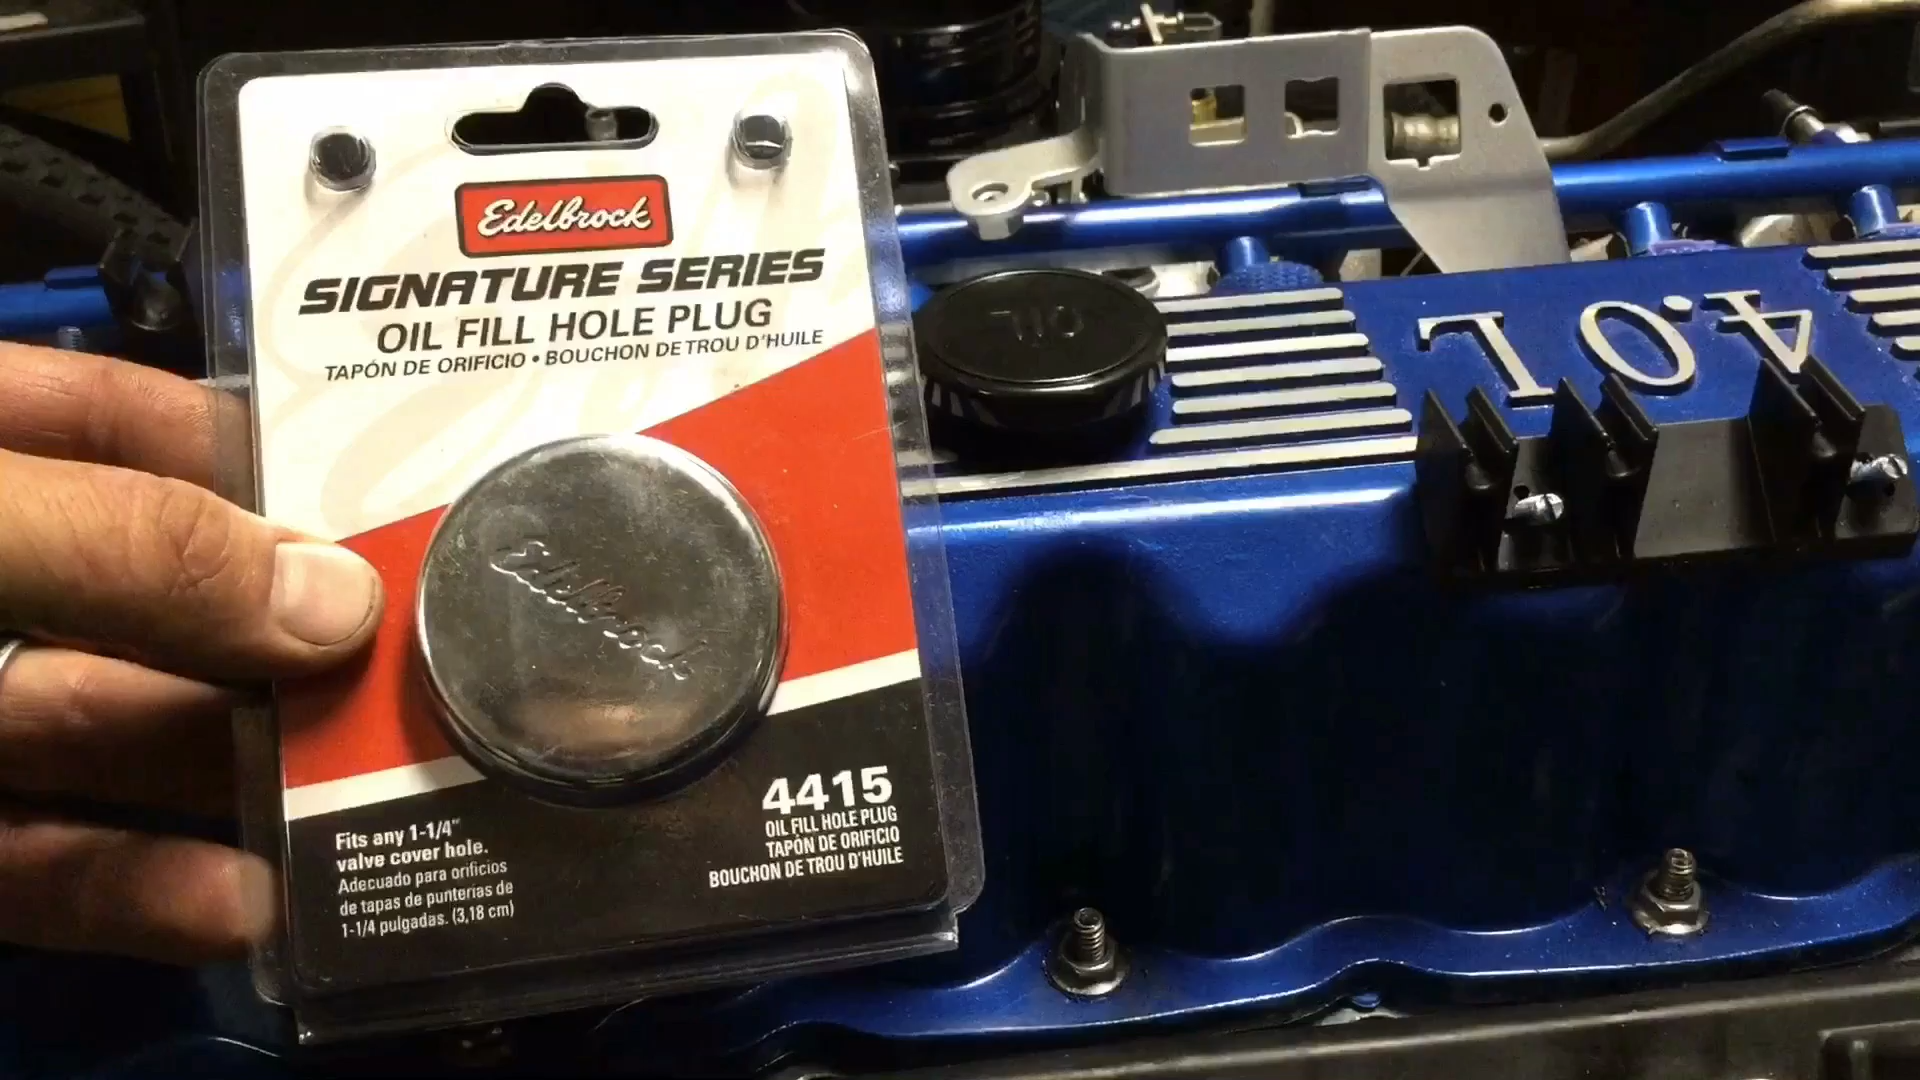 Edelbrock
SIGNATURE SERIES
OIL FILL HOLE PLUG
TAPÓN DE ORIFICIO • BOUCHON DE TROU D'HUILE
Edelbrock
4415
OIL FILL HOLE PLUG
TAPÓN DE ORIFICIO
BOUCHON DE TROU D'HUILE
Fits any 1-1/4"
valve cover hole.
Adecuado para orificios
de tapas de punterias de
1-1/4 pulgadas. (3,18 cm)
OIL
4.0L